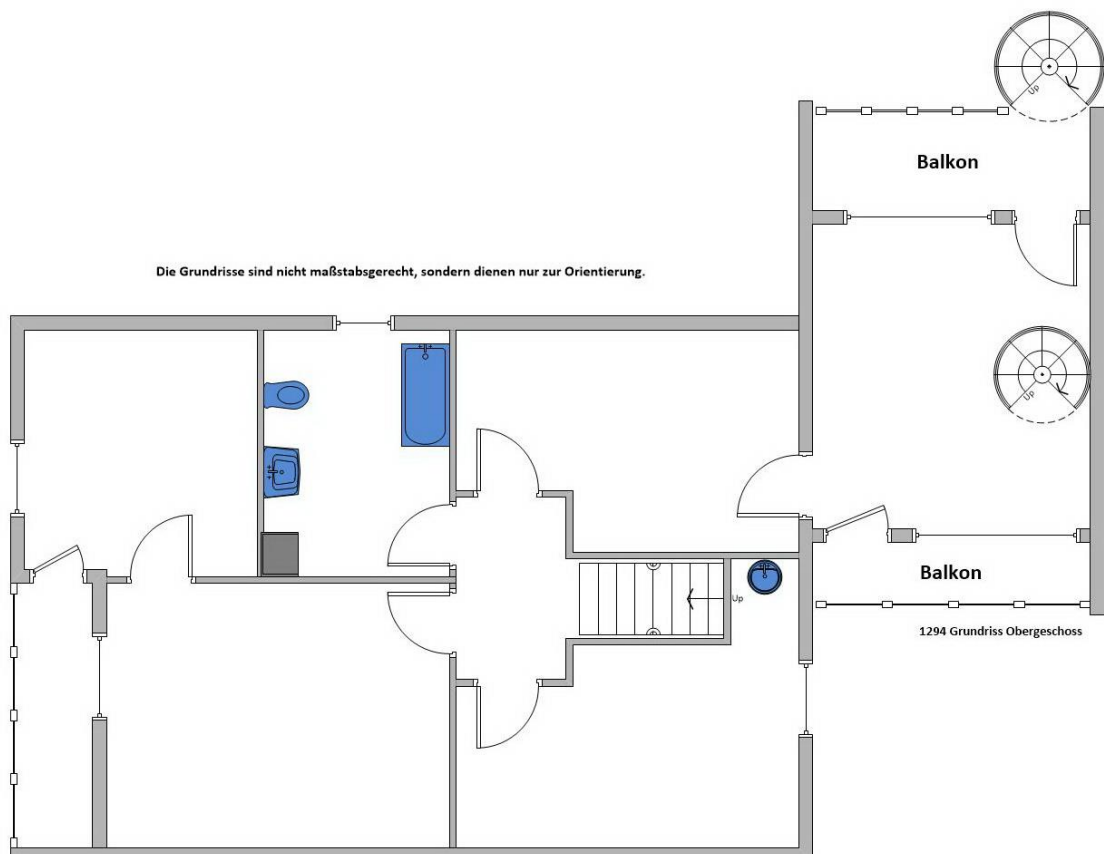 Up
Balkon
Die Grundrisse sind nicht maßstabsgerecht, sondern dienen nur zur Orientierung.
Up
Balkon
Up
1294 Grundriss Obergeschoss